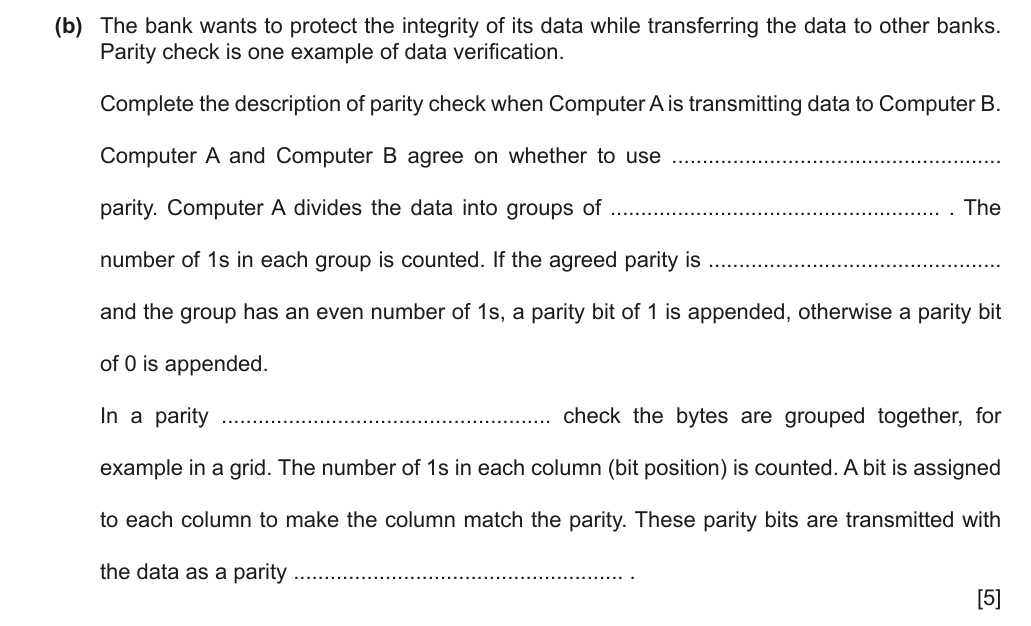 (b) The bank wants to protect the integrity of its data while transferring the data to other banks.
Parity check is one example of data verification.
Complete the description of parity check when Computer A is transmitting data to Computer B.
Computer A and Computer B agree on whether to use .......................................................
parity. Computer A divides the data into groups of ....................................................... . The
number of 1s in each group is counted. If the agreed parity is .................................................
and the group has an even number of 1s, a parity bit of 1 is appended, otherwise a parity bit
of 0 is appended.
In a parity ....................................................... check the bytes are grouped together, for
example in a grid. The number of 1s in each column (bit position) is counted. A bit is assigned
to each column to make the column match the parity. These parity bits are transmitted with
the data as a parity ....................................................... .
[5]